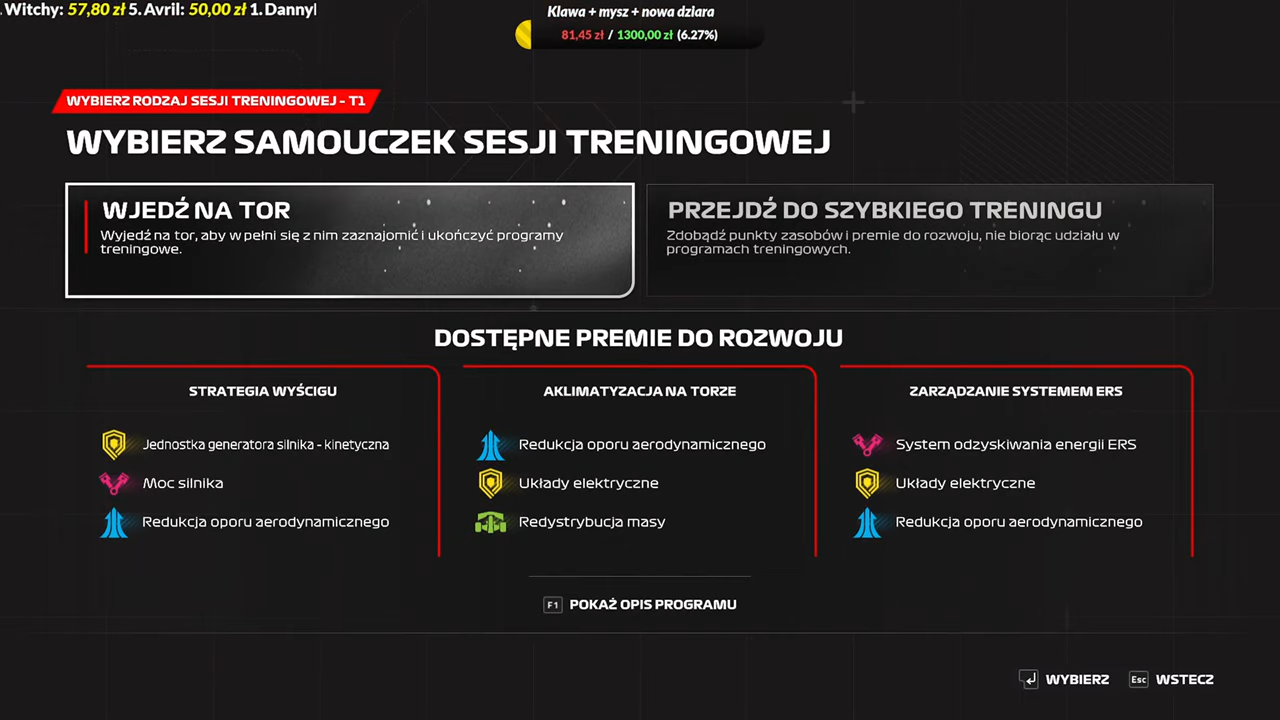 . Witchy: 57,80 zł 5. Avril: 50,00 zł 1. Danny
Klawa + mysz + nowa dziara
81,45 zł / 1300,00 zł (6.27%)
WYBIERZ RODZAJ SESJI TRENINGOWEJ - T1
WYBIERZ SAMOUCZEK SESJI TRENINGOWEJ
WJEDŹ NA TOR
Wyjedź na tor, aby w pełni się z nim zaznajomić i ukończyć programy
treningowe.
PRZEJDŹ DO SZYBKIEGO TRENINGU
Zdobądź punkty zasobów i premie do rozwoju, nie biorąc udziału w
programach treningowych.
DOSTĘPNE PREMIE DO ROZWOJU
STRATEGIA WYŚCIGU
Jednostka generatora silnika - kinetyczna
Moc silnika
Redukcja oporu aerodynamicznego
AKLIMATYZACJA NA TORZE
Redukcja oporu aerodynamicznego
Układy elektryczne
Redystrybucja masy
ZARZĄDZANIE SYSTEMEM ERS
System odzyskiwania energii ERS
Układy elektryczne
Redukcja oporu aerodynamicznego
F1 POKAŻ OPIS PROGRAMU
WYBIERZ Esc WSTECZ